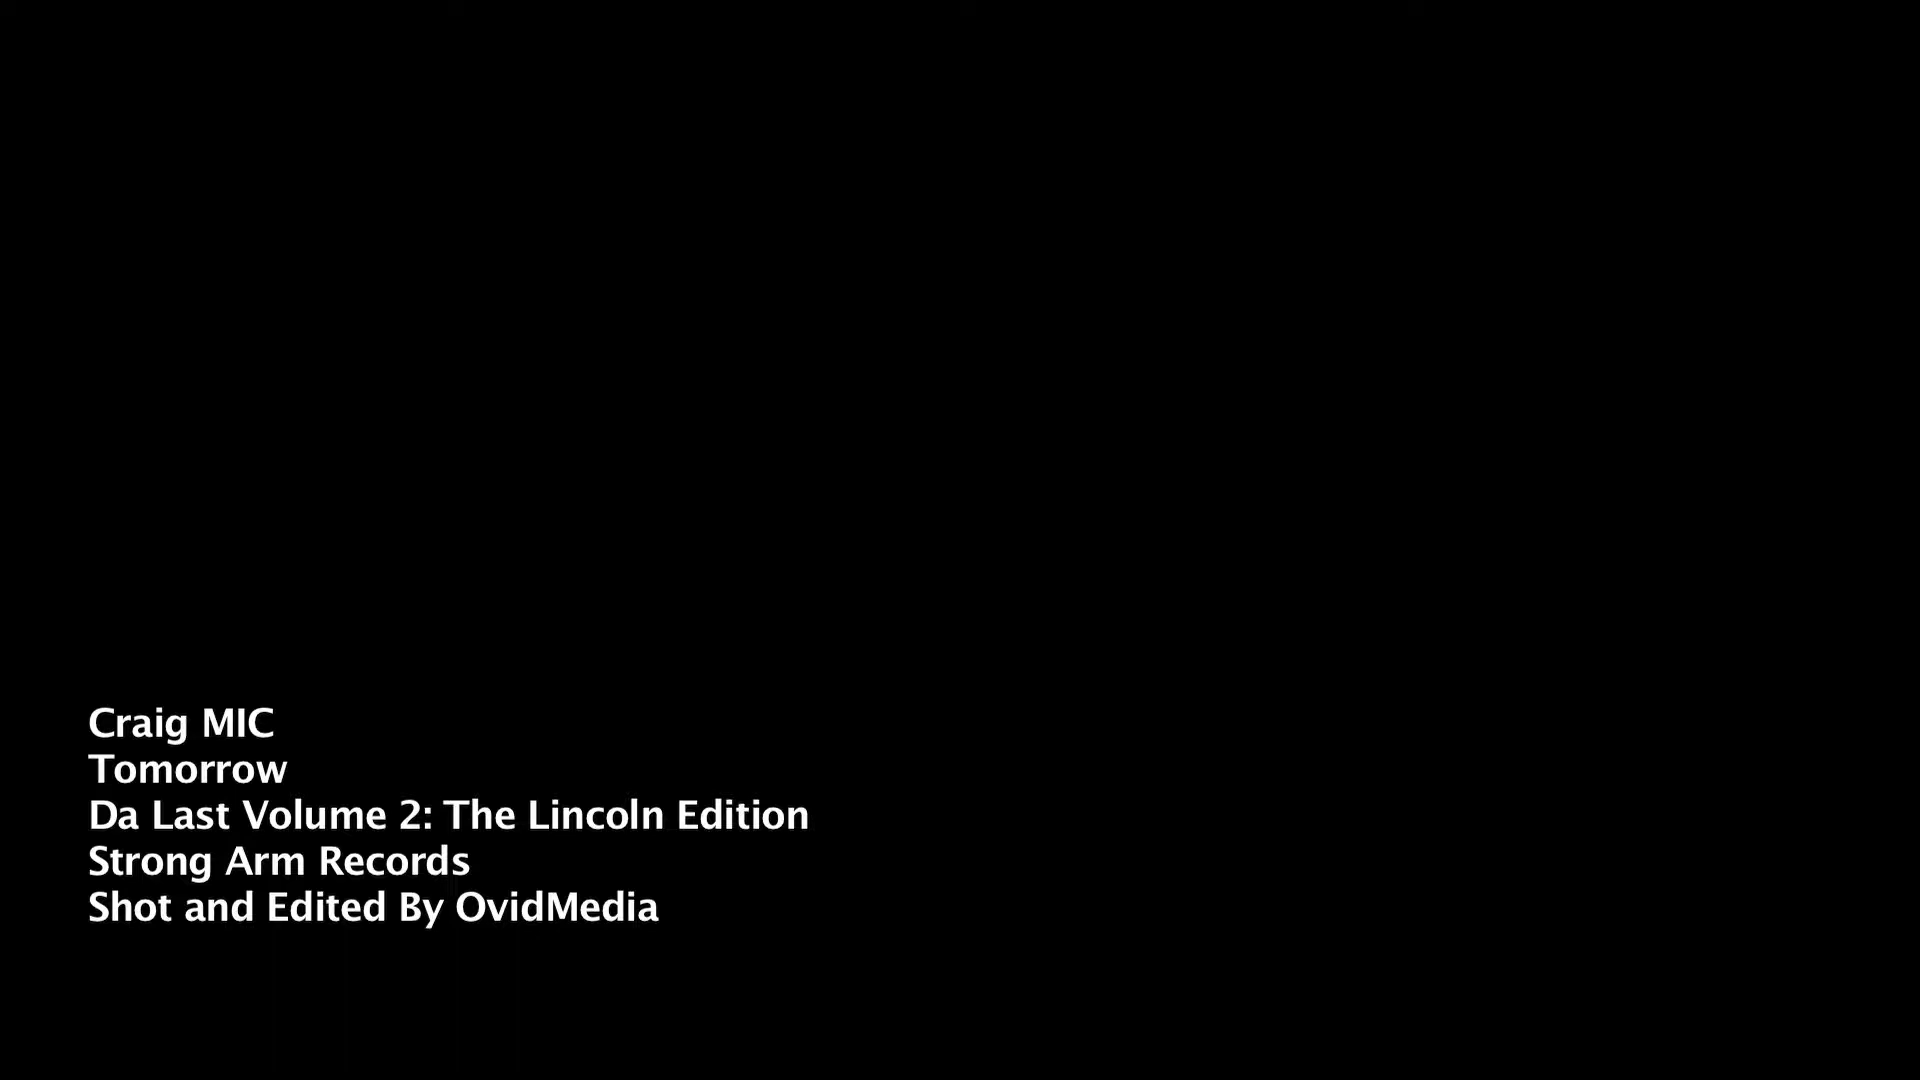 Craig MIC
Tomorrow
Da Last Volume 2: The Lincoln Edition
Strong Arm Records
Shot and Edited By OvidMedia